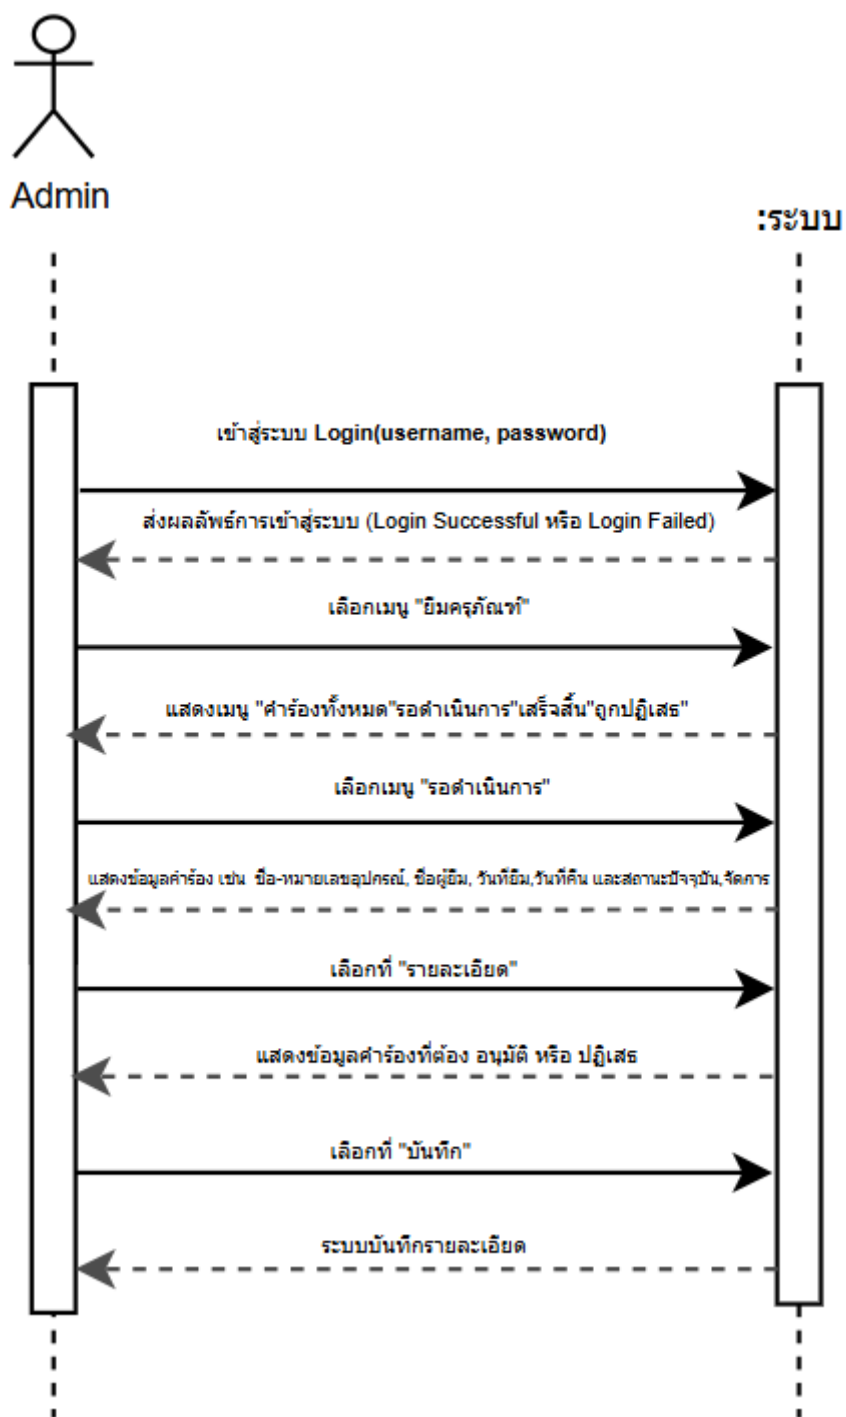 Admin
:ระบบ
เข้าสู่ระบบ Login(username, password)
ส่งผลลัพธ์การเข้าสู่ระบบ (Login Successful หรือ Login Failed)
เลือกเมนู "ยืมครุภัณฑ์"
แสดงเมนู "คำร้องทั้งหมด"รอดำเนินการ"เสร็จสิ้น"ถูกปฏิเสธ"
เลือกเมนู "รอดำเนินการ"
แสดงข้อมูลคำร้อง เช่น ชื่อ-หมายเลขอุปกรณ์, ชื่อผู้ยืม, วันที่ยืม,วันที่คืน และสถานะปัจจุบัน,จัดการ
เลือกที่ "รายละเอียด"
แสดงข้อมูลคำร้องที่ต้อง อนุมัติ หรือ ปฏิเสธ
เลือกที่ "บันทึก"
ระบบบันทึกรายละเอียด